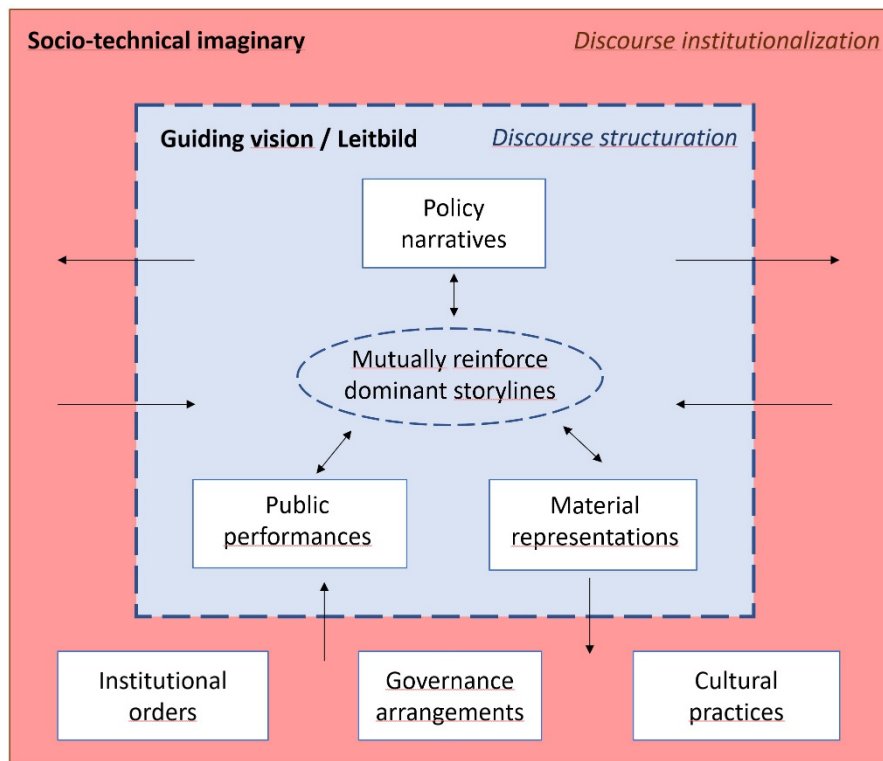 Socio-technical imaginary
Discourse institutionalization
Guiding vision / Leitbild
Discourse structuration
Policy
narratives
Mutually reinforce
dominant storylines
Public
performances
Material
representations
Institutional
orders
Governance
arrangements
Cultural
practices